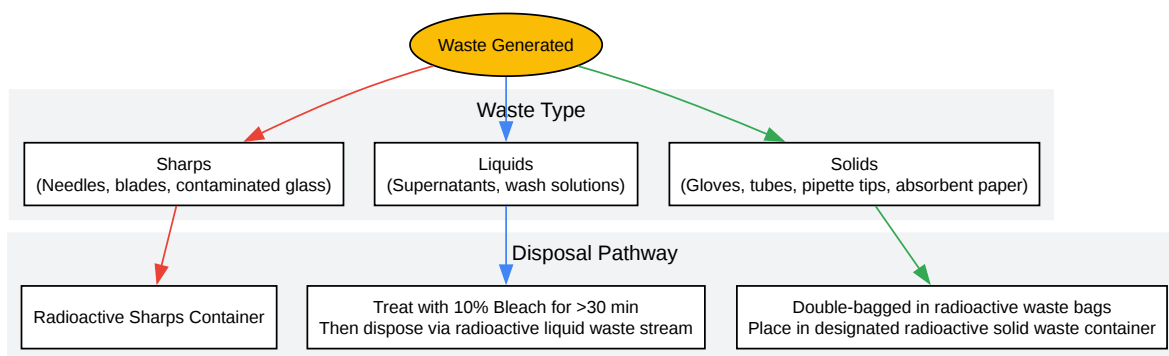 Waste Generated
Waste Type
Sharps
(Needles, blades, contaminated glass)
Liquids
(Supernatants, wash solutions)
Solids
(Gloves, tubes, pipette tips, absorbent paper)
Disposal Pathway
Radioactive Sharps Container
Treat with 10% Bleach for >30 min
Then dispose via radioactive liquid waste stream
Double-bagged in radioactive waste bags
Place in designated radioactive solid waste container